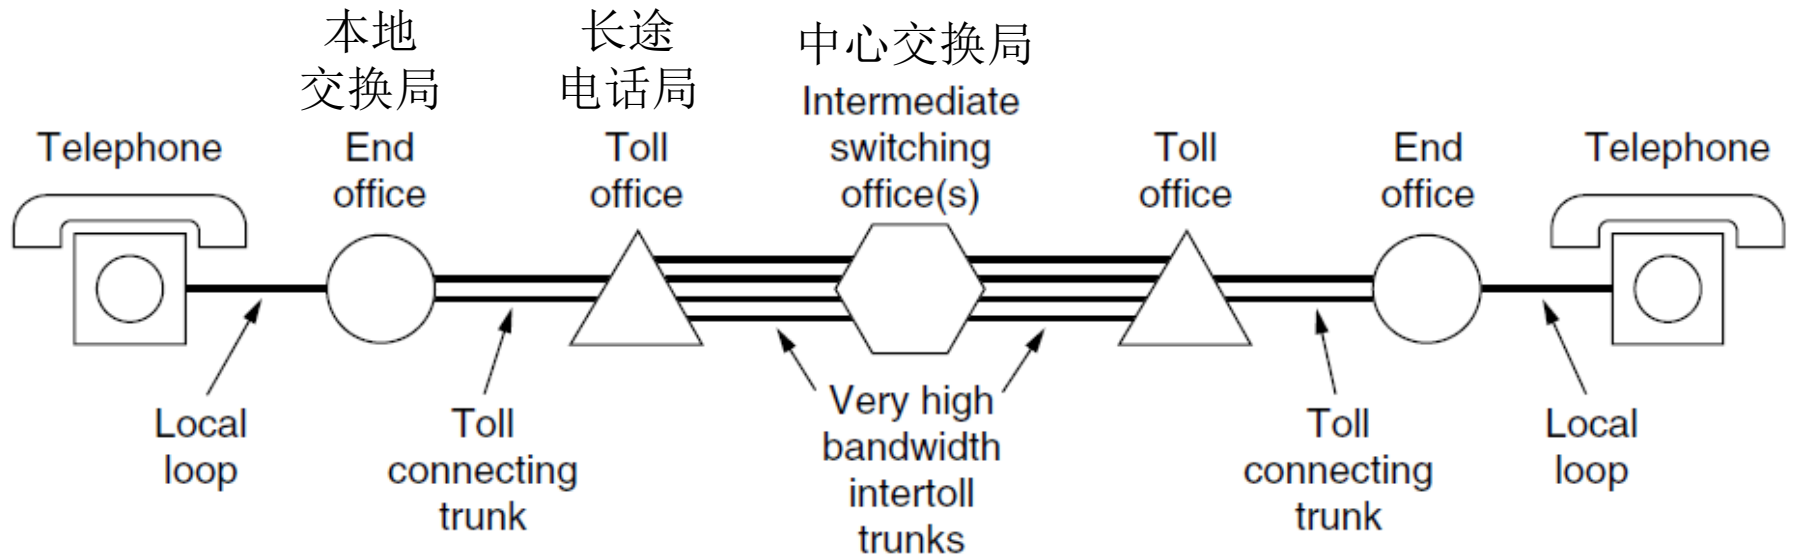 本地
交换局
长途
电话局
中心交换局
Telephone
End
office
Toll
office
Intermediate
switching
office(s)
Toll
office
End
office
Telephone
Local
loop
Toll
connecting
trunk
Very high
bandwidth
intertoll
trunks
Toll
connecting
trunk
Local
loop